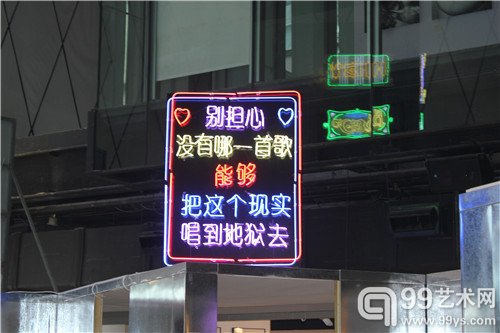 别担心
没有哪一首歌
能够
把这个现实
唱到地狱去
99艺术网
www.99ys.com